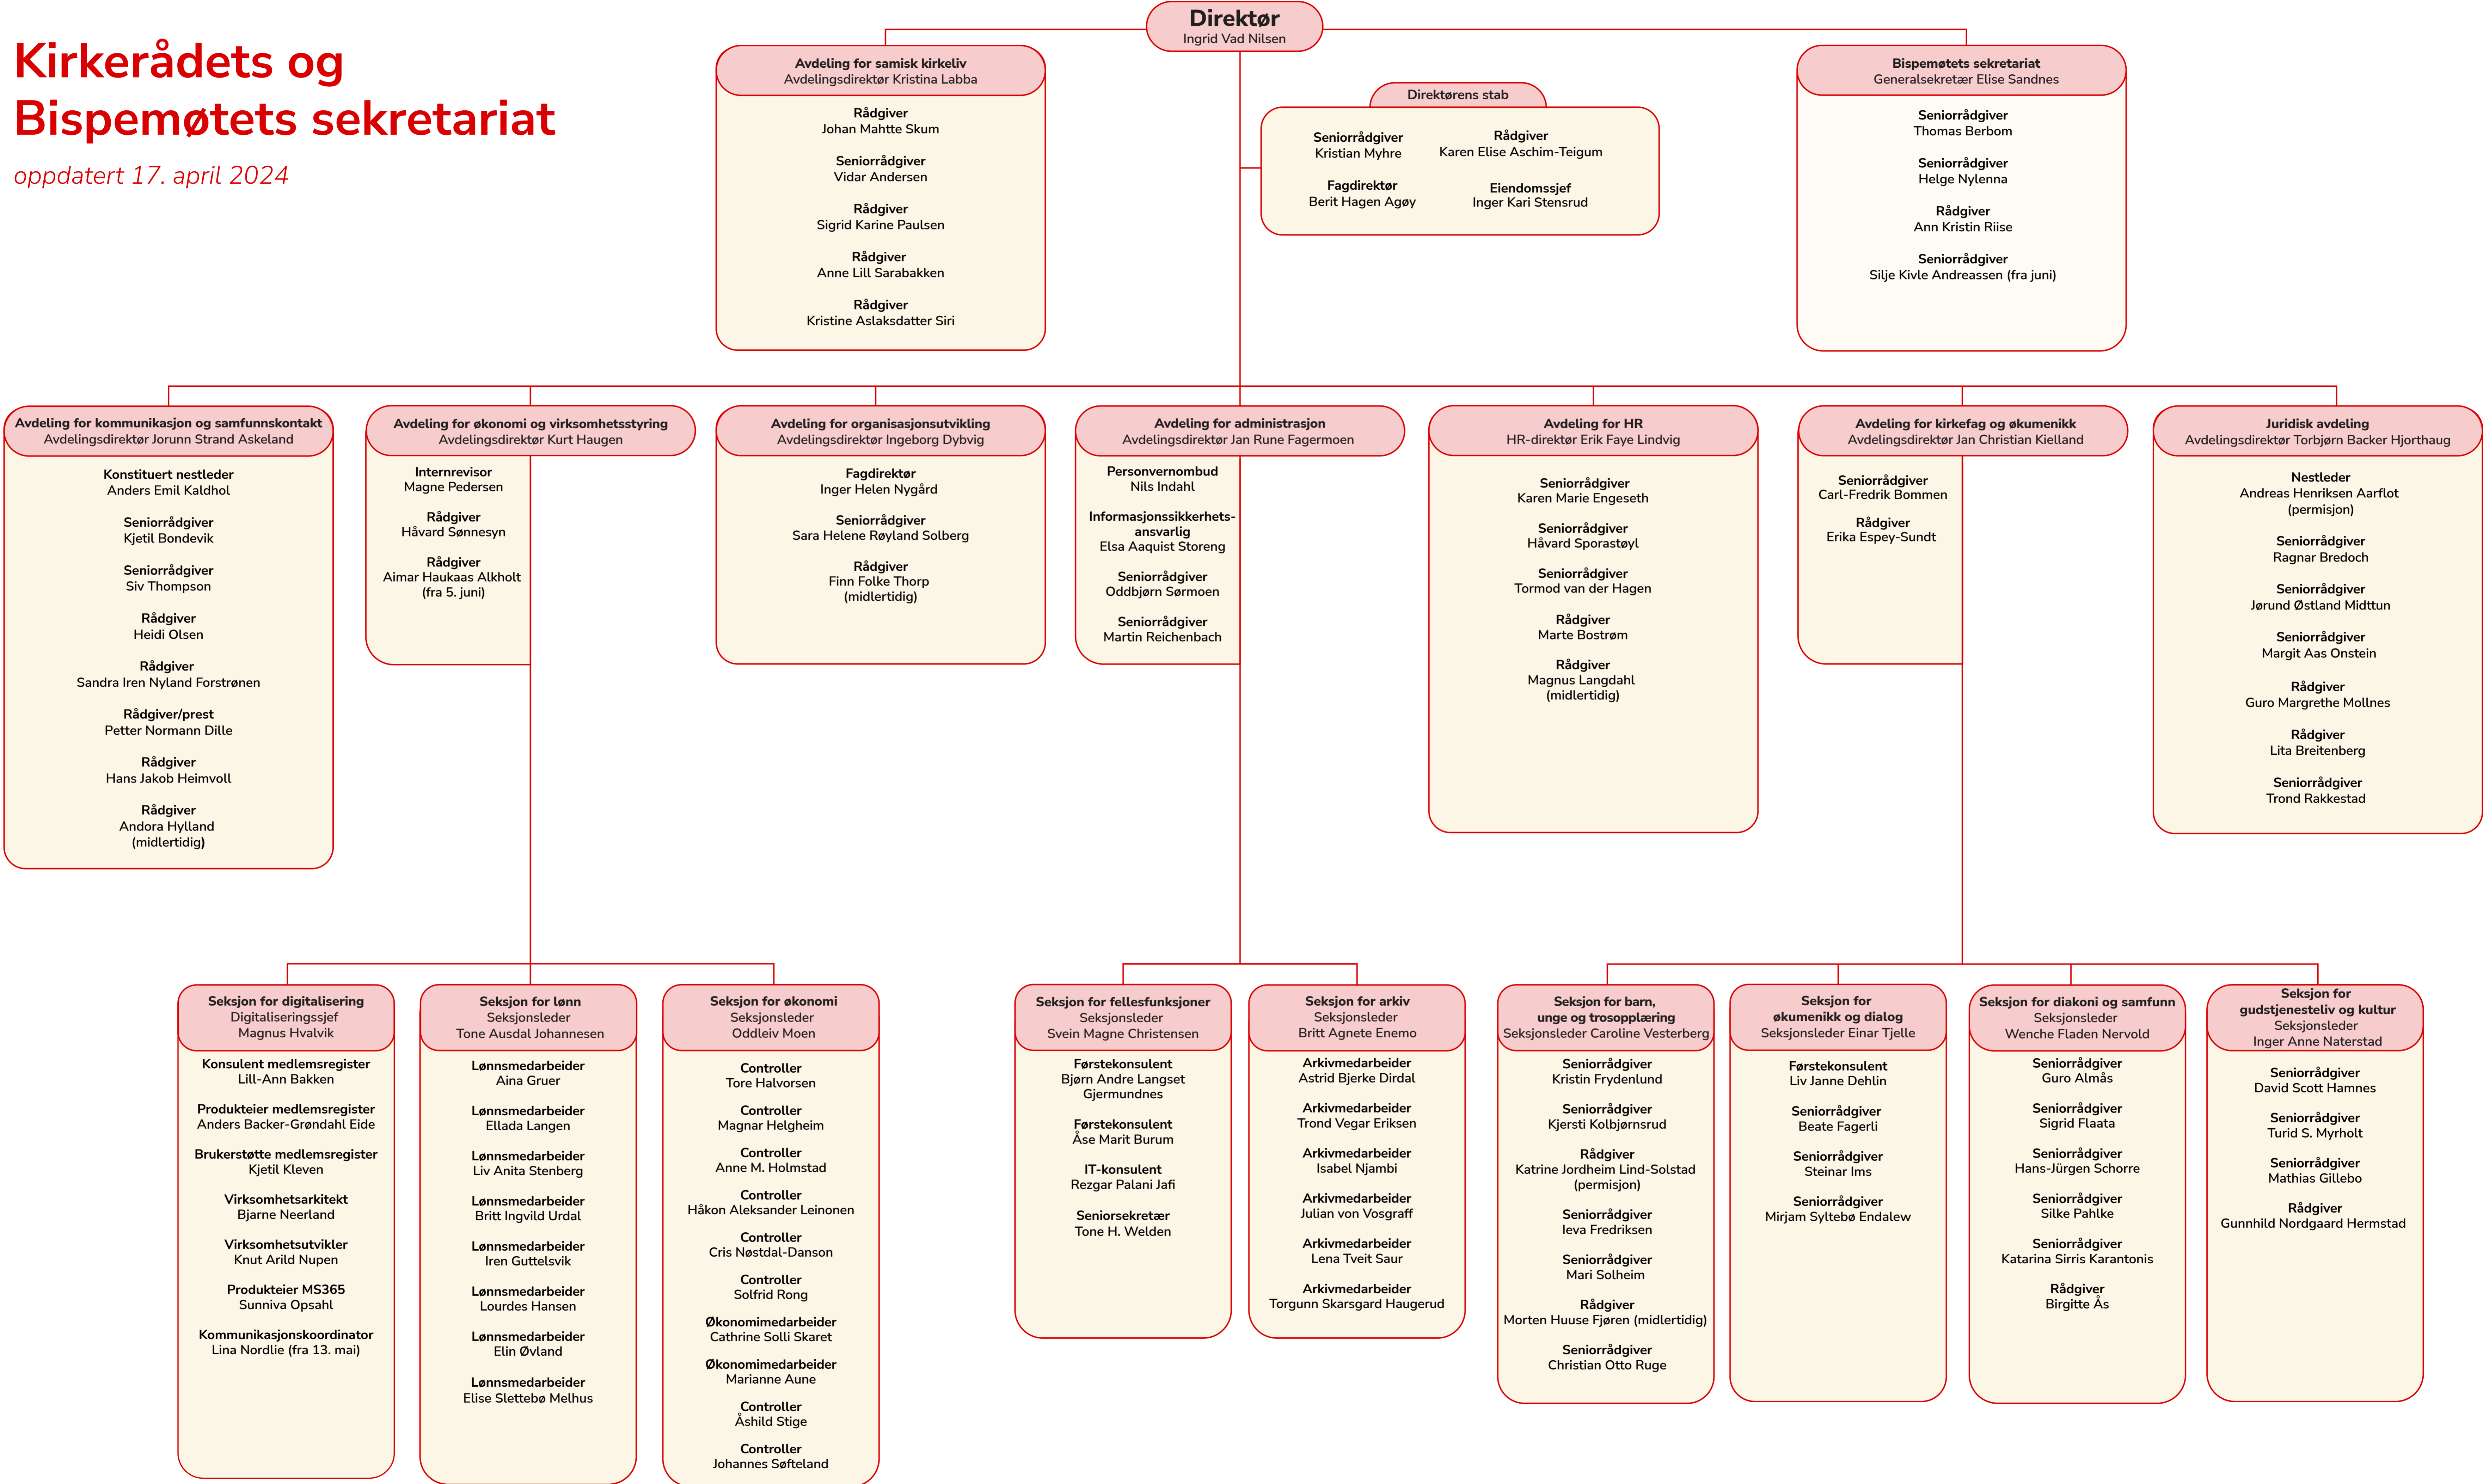 Kirkerådets og
Bispemøtets sekretariat
oppdatert 17. april 2024
Direktør
Ingrid Vad Nilsen
Avdeling for samisk kirkeliv
Avdelingsdirektør Kristina Labba
Rådgiver
Johan Mahtte Skum
Seniorrådgiver
Vidar Andersen
Rådgiver
Sigrid Karine Paulsen
Rådgiver
Anne Lill Sarabakken
Rådgiver
Kristine Aslaksdatter Siri
Direktørens stab
Seniorrådgiver
Kristian Myhre
Rådgiver
Karen Elise Aschim-Teigum
Fagdirektør
Berit Hagen Agøy
Eiendomssjef
Inger Kari Stensrud
Bispemøtets sekretariat
Generalsekretær Elise Sandnes
Seniorrådgiver
Thomas Berbom
Seniorrådgiver
Helge Nylenna
Rådgiver
Ann Kristin Riise
Seniorrådgiver
Silje Kivle Andreassen (fra juni)
Avdeling for kommunikasjon og samfunnskontakt
Avdelingsdirektør Jorunn Strand Askeland
Konstituert nestleder
Anders Emil Kaldhol
Seniorrådgiver
Kjetil Bondevik
Seniorrådgiver
Siv Thompson
Rådgiver
Heidi Olsen
Rådgiver
Sandra Iren Nyland Forstrønen
Rådgiver/prest
Petter Normann Dille
Rådgiver
Hans Jakob Heimvoll
Rådgiver
Andora Hylland
(midlertidig)
Avdeling for økonomi og virksomhetsstyring
Avdelingsdirektør Kurt Haugen
Internrevisor
Magne Pedersen
Rådgiver
Håvard Sønnesyn
Rådgiver
Aimar Haukaas Alkholt
(fra 5. juni)
Avdeling for organisasjonsutvikling
Avdelingsdirektør Ingeborg Dybvig
Fagdirektør
Inger Helen Nygård
Seniorrådgiver
Sara Helene Røyland Solberg
Rådgiver
Finn Folke Thorp
(midlertidig)
Avdeling for administrasjon
Avdelingsdirektør Jan Rune Fagermoen
Personvernombud
Nils Indahl
Informasjonssikkerhets-
ansvarlig
Elsa Aaquist Storeng
Seniorrådgiver
Oddbjørn Sørmoen
Seniorrådgiver
Martin Reichenbach
Avdeling for HR
HR-direktør Erik Faye Lindvig
Seniorrådgiver
Karen Marie Engeseth
Seniorrådgiver
Håvard Sporastøyl
Seniorrådgiver
Tormod van der Hagen
Rådgiver
Marte Bostrøm
Rådgiver
Magnus Langdahl
(midlertidig)
Avdeling for kirkefag og økumenikk
Avdelingsdirektør Jan Christian Kielland
Seniorrådgiver
Carl-Fredrik Bommen
Rådgiver
Erika Espey-Sundt
Juridisk avdeling
Avdelingsdirektør Torbjørn Backer Hjorthaug
Nestleder
Andreas Henriksen Aarflot
(permisjon)
Seniorrådgiver
Ragnar Bredoch
Seniorrådgiver
Jørund Østland Midttun
Seniorrådgiver
Margit Aas Onstein
Rådgiver
Guro Margrethe Mollnes
Rådgiver
Lita Breitenberg
Seniorrådgiver
Trond Rakkestad
Seksjon for digitalisering
Digitaliseringssjef
Magnus Hvalvik
Konsulent medlemsregister
Lill-Ann Bakken
Produkteier medlemsregister
Anders Backer-Grøndahl Eide
Brukerstøtte medlemsregister
Kjetil Kleven
Virksomhetsarkitekt
Bjarne Neerland
Virksomhetsutvikler
Knut Arild Nupen
Produkteier MS365
Sunniva Opsahl
Kommunikasjonskoordinator
Lina Nordlie (fra 13. mai)
Seksjon for lønn
Seksjonsleder
Tone Ausdal Johannesen
Lønnsmedarbeider
Aina Gruer
Lønnsmedarbeider
Ellada Langen
Lønnsmedarbeider
Liv Anita Stenberg
Lønnsmedarbeider
Britt Ingvild Urdal
Lønnsmedarbeider
Iren Guttelsvik
Lønnsmedarbeider
Lourdes Hansen
Lønnsmedarbeider
Elin Øvland
Lønnsmedarbeider
Elise Slettebø Melhus
Seksjon for økonomi
Seksjonsleder
Oddleiv Moen
Controller
Tore Halvorsen
Controller
Magnar Helgheim
Controller
Anne M. Holmstad
Controller
Håkon Aleksander Leinonen
Controller
Cris Nøstdal-Danson
Controller
Solfrid Rong
Økonomimedarbeider
Cathrine Solli Skaret
Økonomimedarbeider
Marianne Aune
Controller
Åshild Stige
Controller
Johannes Søfteland
Seksjon for fellesfunksjoner
Seksjonsleder
Svein Magne Christensen
Førstekonsulent
Bjørn Andre Langset
Gjermundnes
Førstekonsulent
Åse Marit Burum
IT-konsulent
Rezgar Palani Jafi
Seniorsekretær
Tone H. Welden
Seksjon for arkiv
Seksjonsleder
Britt Agnete Enemo
Arkivmedarbeider
Astrid Bjerke Dirdal
Arkivmedarbeider
Trond Vegar Eriksen
Arkivmedarbeider
Isabel Njambi
Arkivmedarbeider
Julian von Vosgraff
Arkivmedarbeider
Lena Tveit Saur
Arkivmedarbeider
Torgunn Skarsgard Haugerud
Seksjon for barn,
unge og trosopplæring
Seksjonsleder Caroline Vesterberg
Seniorrådgiver
Kristin Frydenlund
Seniorrådgiver
Kjersti Kolbjørnsrud
Rådgiver
Katrine Jordheim Lind-Solstad
(permisjon)
Seniorrådgiver
Ieva Fredriksen
Seniorrådgiver
Mari Solheim
Rådgiver
Morten Huuse Fjøren (midlertidig)
Seniorrådgiver
Christian Otto Ruge
Seksjon for
økumenikk og dialog
Seksjonsleder Einar Tjelle
Førstekonsulent
Liv Janne Dehlin
Seniorrådgiver
Beate Fagerli
Seniorrådgiver
Steinar Ims
Seniorrådgiver
Mirjam Syltebø Endalew
Seksjon for diakoni og samfunn
Seksjonsleder
Wenche Fladen Nervold
Seniorrådgiver
Guro Almås
Seniorrådgiver
Sigrid Flaata
Seniorrådgiver
Hans-Jürgen Schorre
Seniorrådgiver
Silke Pahlke
Seniorrådgiver
Katarina Sirris Karantonis
Rådgiver
Birgitte Ås
Seksjon for
gudstjenesteliv og kultur
Seksjonsleder
Inger Anne Naterstad
Seniorrådgiver
David Scott Hamnes
Seniorrådgiver
Turid S. Myrholt
Seniorrådgiver
Mathias Gillebo
Rådgiver
Gunnhild Nordgaard Hermstad